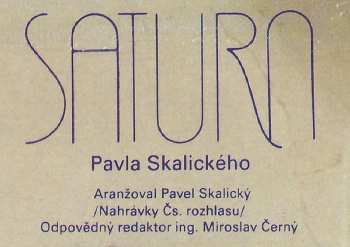 SATURN
Pavla Skalického
Aranžoval Pavel Skalický
/Nahrávky Čs. rozhlasu/
Odpovědný redaktor ing. Miroslav Černý